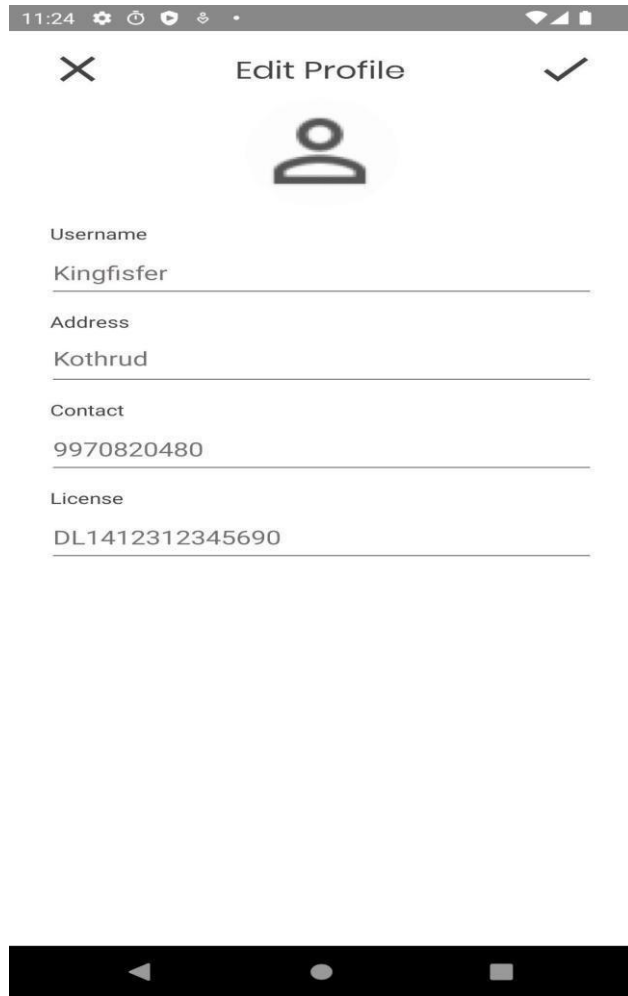 11:24
Edit Profile
Username
Kingfisfer
Address
Kothrud
Contact
9970820480
License
DL1412312345690